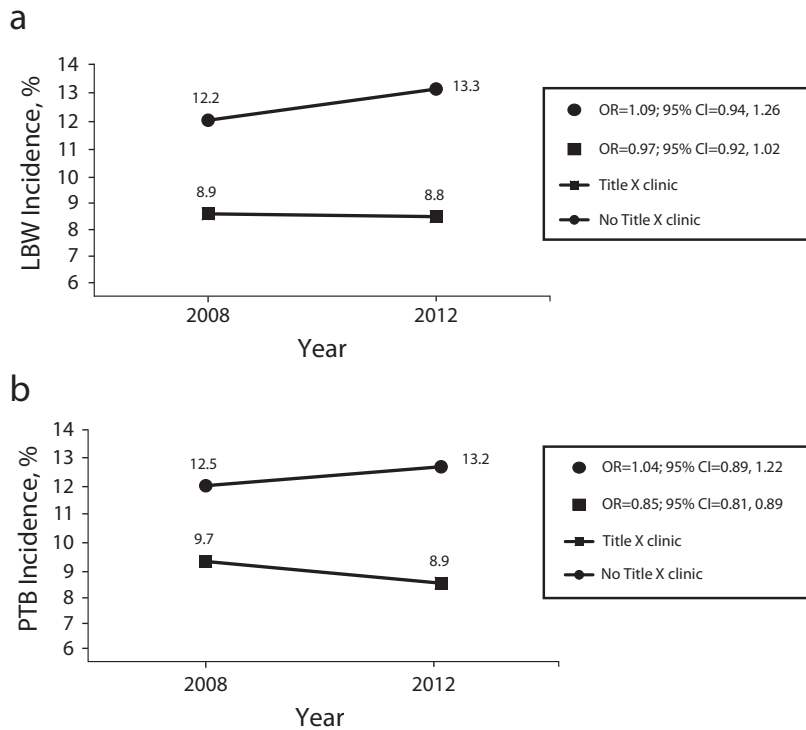 a
14
13
12
11
10
9
8
7
6
LBW Incidence, %
12.2
13.3
8.9
8.8
2008
2012
Year
OR=1.09; 95% CI=0.94, 1.26
OR=0.97; 95% CI=0.92, 1.02
Title X clinic
No Title X clinic
b
14
13
12
11
10
9
8
7
6
PTB Incidence, %
12.5
13.2
9.7
8.9
2008
2012
Year
OR=1.04; 95% CI=0.89, 1.22
OR=0.85; 95% CI=0.81, 0.89
Title X clinic
No Title X clinic